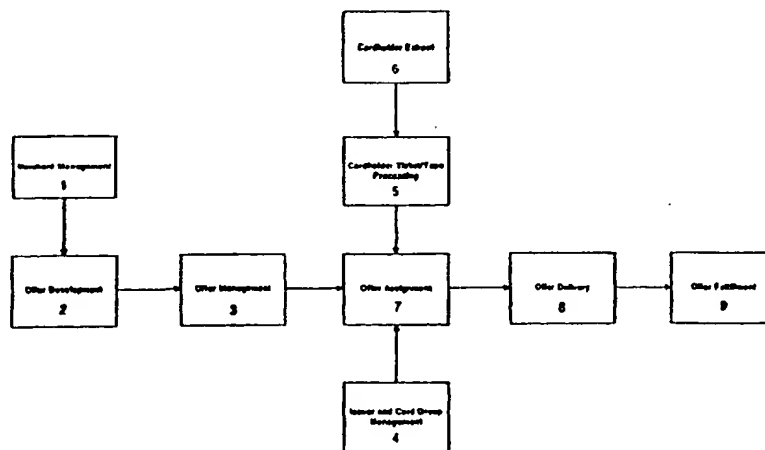 Cardholder Extract
6
Merchant Management
1
Cardholder Ticket/Tape
Processing
5
Offer Development
2
Offer Management
3
Offer Assignment
7
Offer Delivery
8
Offer Fulfillment
9
Issuer and Card Group
Management
4